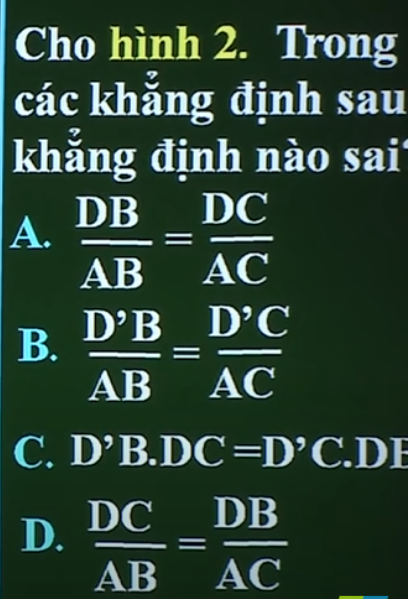 Cho hình 2. Trong
các khẳng định sau
khẳng định nào sai
A. DB/AB = DC/AC
B. D’B/AB = D’C/AC
C. D’B.DC=D’C.D
D. DC/AB = DB/AC